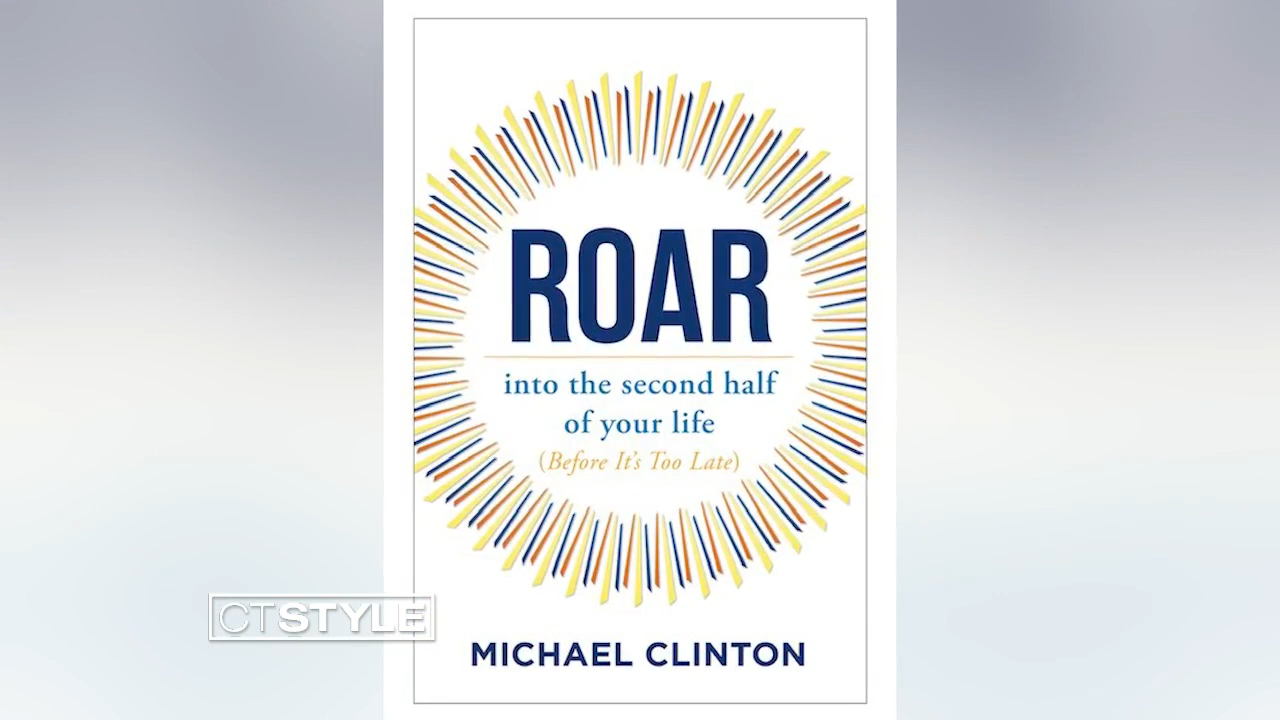 ROAR
into the second half
of your life
(Before It's Too Late)
CTSTYLE
MICHAEL CLINTON